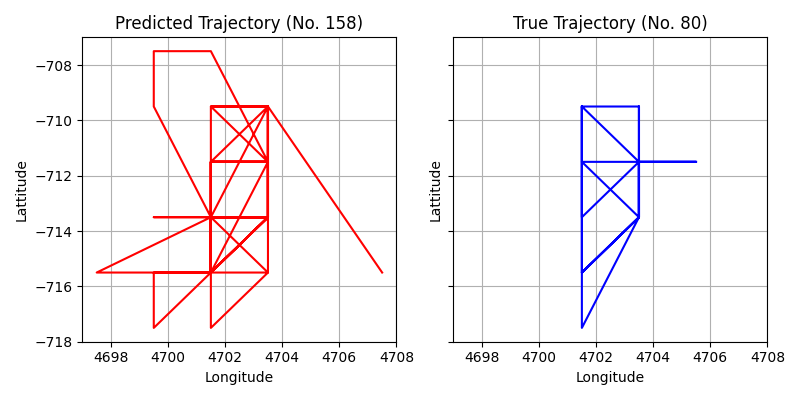 Predicted Trajectory (No. 158)
True Trajectory (No. 80)
−708
−710
−712
−714
−716
−718
Lattitude
Lattitude
4698 4700 4702 4704 4706 4708
4698 4700 4702 4704 4706 4708
Longitude
Longitude